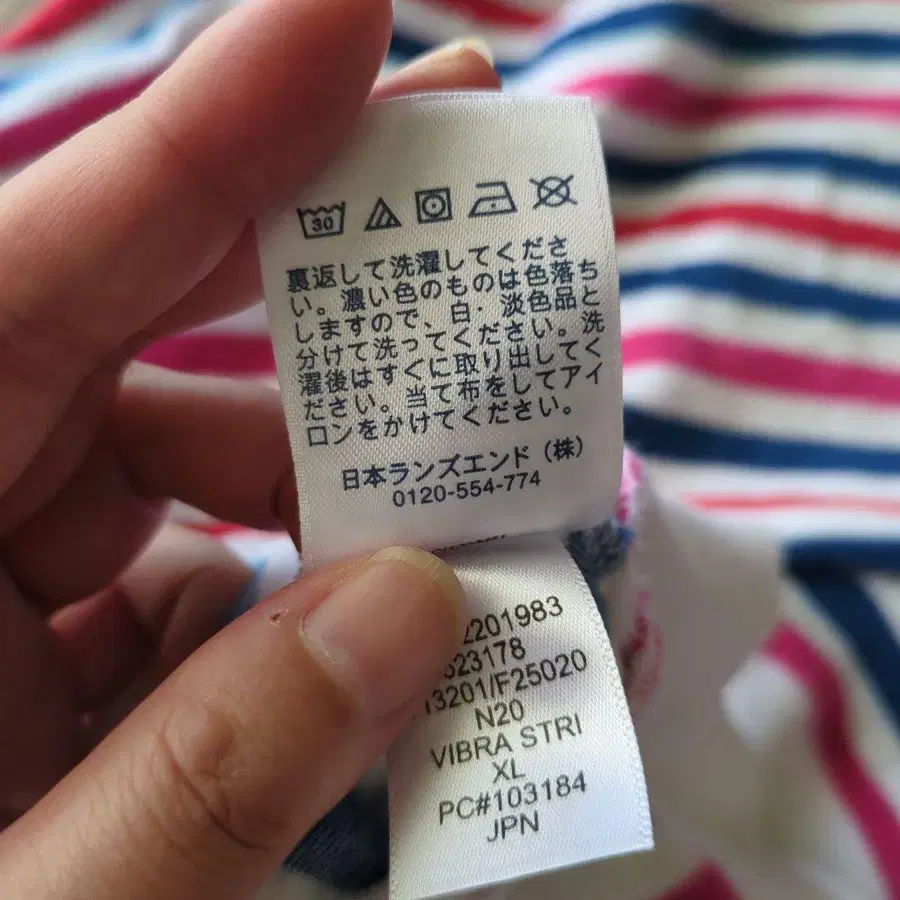 30
裏返して洗濯してくださ
い。濃い色のものは色落ち
しますので、白・淡色品と
分けて洗ってください。洗
濯後はすぐに取り出してく
ださい。当て布をしてアイ
ロンをかけてください。
日本ランズエンド（株）
0120-554-774
2201983
523178
13201/F25020
N20
VIBRA STRI
XL
PC#103184
JPN